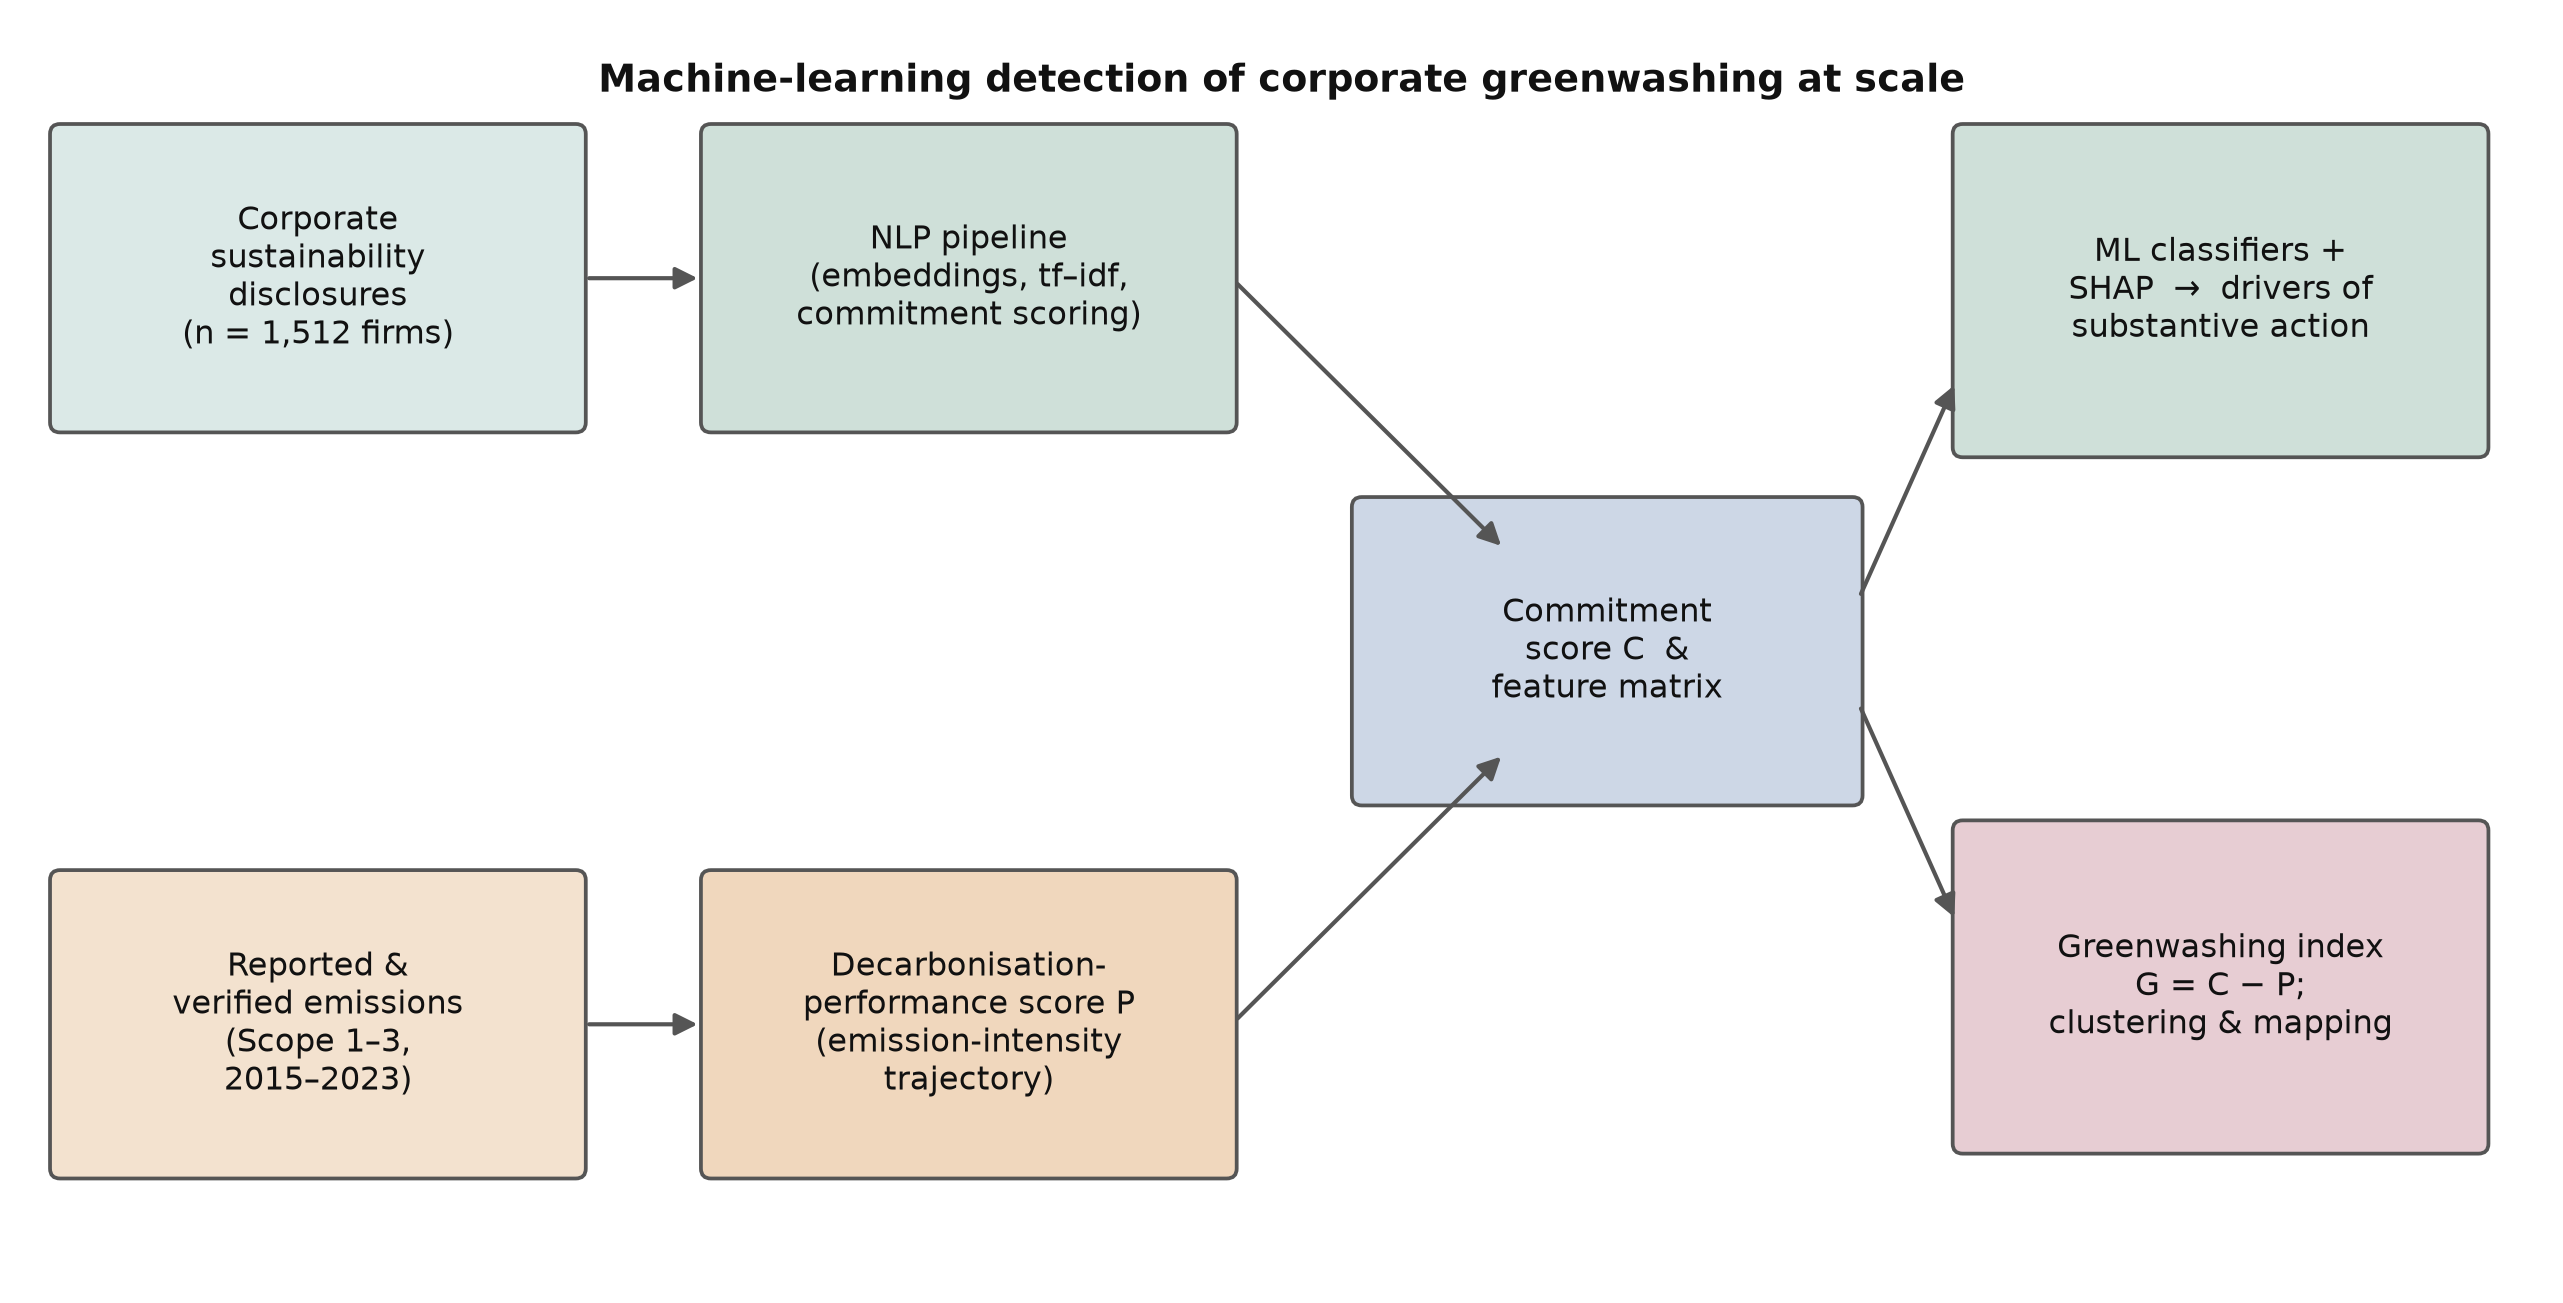 Machine-learning detection of corporate greenwashing at scale
Corporate
sustainability
disclosures
(n = 1,512 firms)
NLP pipeline
(embeddings, tf–idf,
commitment scoring)
ML classifiers +
SHAP → drivers of
substantive action
Commitment
score C &
feature matrix
Reported &
verified emissions
(Scope 1–3,
2015–2023)
Decarbonisation-
performance score P
(emission-intensity
trajectory)
Greenwashing index
G = C − P;
clustering & mapping